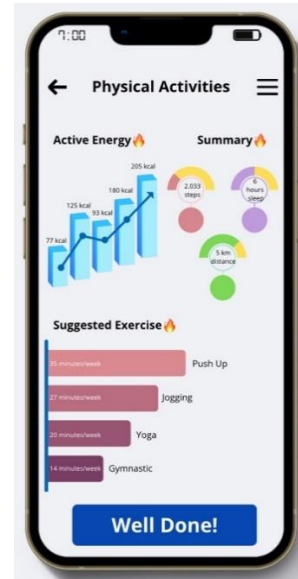 7:00
Physical Activities
Active Energy
Summary
205 kcal
180 kcal
125 kcal
93 kcal
77 kcal
2.033
steps
6
hours
sleep
5 km
distance
Suggested Exercise
35 minutes/week
Push Up
27 minutes/week
Jogging
20 minutes/week
Yoga
14 minutes/week
Gymnastic
Well Done!